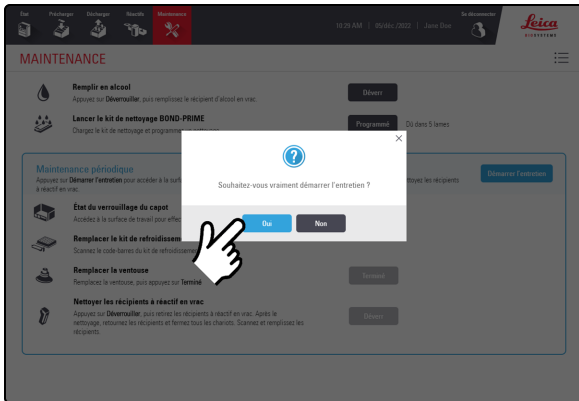 État Précharger Décharger Réactifs Maintenance
10:29 AM | 05/déc./2022 | Jane Doe
Se déconnecter
Leica
BIOSYSTEMS
MAINTENANCE
Remplir en alcool
Appuyez sur Déverrouiller, puis remplissez le récipient d'alcool en vrac.
Déverr
Lancer le kit de nettoyage BOND-PRIME
Chargez le kit de nettoyage et programmez
Programmé
Dû dans 5 lames
Souhaitez-vous vraiment démarrer l'entretien ?
Oui
Non
Maintenance périodique
Appuyez sur Démarrer l'entretien pour accéder à la surf
ttoyez les récipients
à réactif en vrac.
Démarrer l'entretien
État du verrouillage du capot
Accédez à la surface de travail pour effec
Remplacer le kit de refroidissem
Scannez le code-barres du kit de refroidissemen
Remplacer la ventouse
Remplacez la ventouse, puis appuyez sur Terminé
Terminé
Nettoyer les récipients à réactif en vrac
Appuyez sur Déverrouiller, puis retirez les récipients à réactif en vrac. Après le
nettoyage, retournez les récipients et fermez tous les chariots. Scannez et remplissez les
récipients.
Déverr